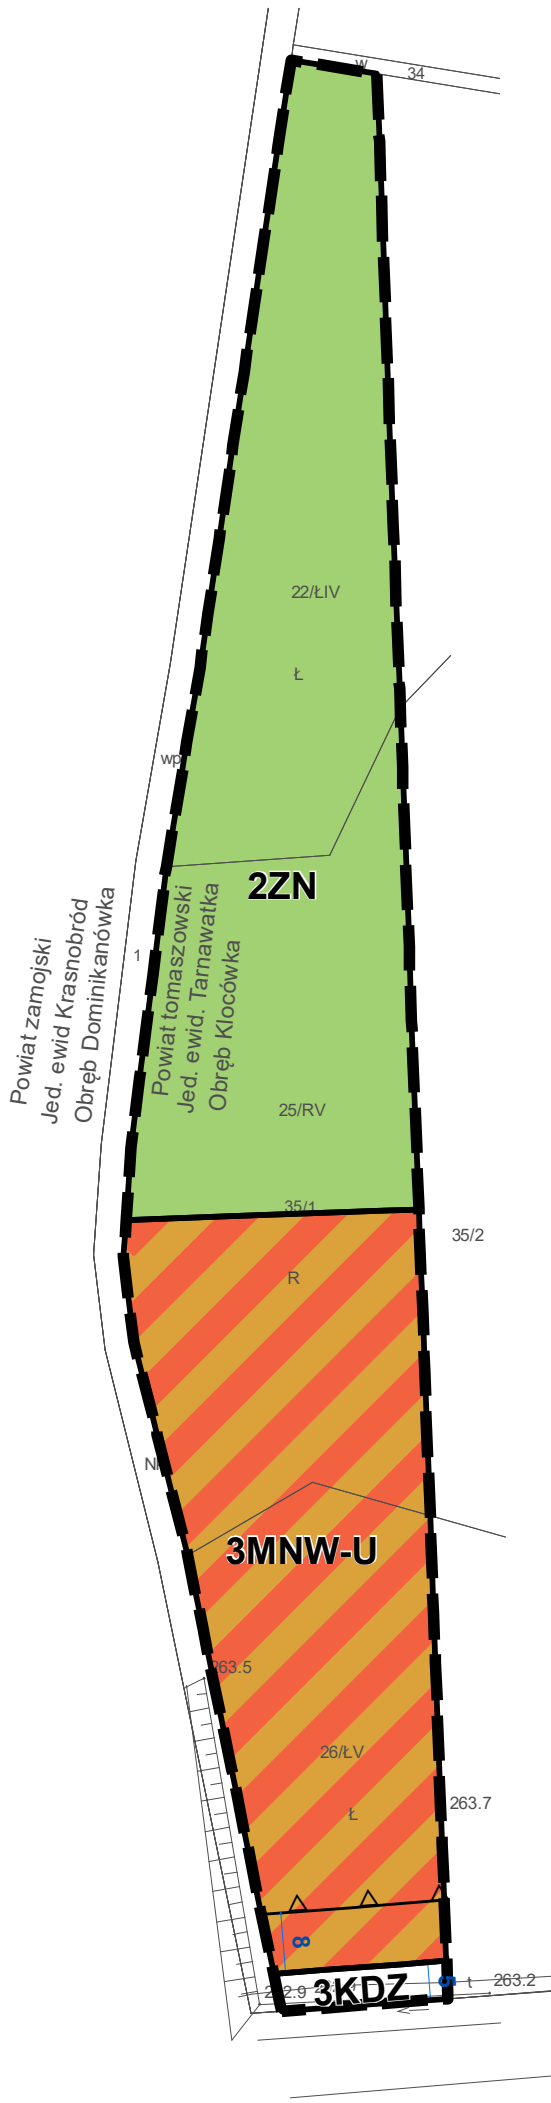 w
34
22/ŁIV
Ł
wp
2ZN
Powiat zamojski
Jed. ewid Krasnobród
Obręb Dominikanówka
1
Powiat tomaszowski
Jed. ewid. Tarnawatka
Obręb Klocówka
25/RV
35/1
35/2
R
3MNW-U
263.5
26/ŁV
263.7
Ł
8
5
t
263.2
3KDZ